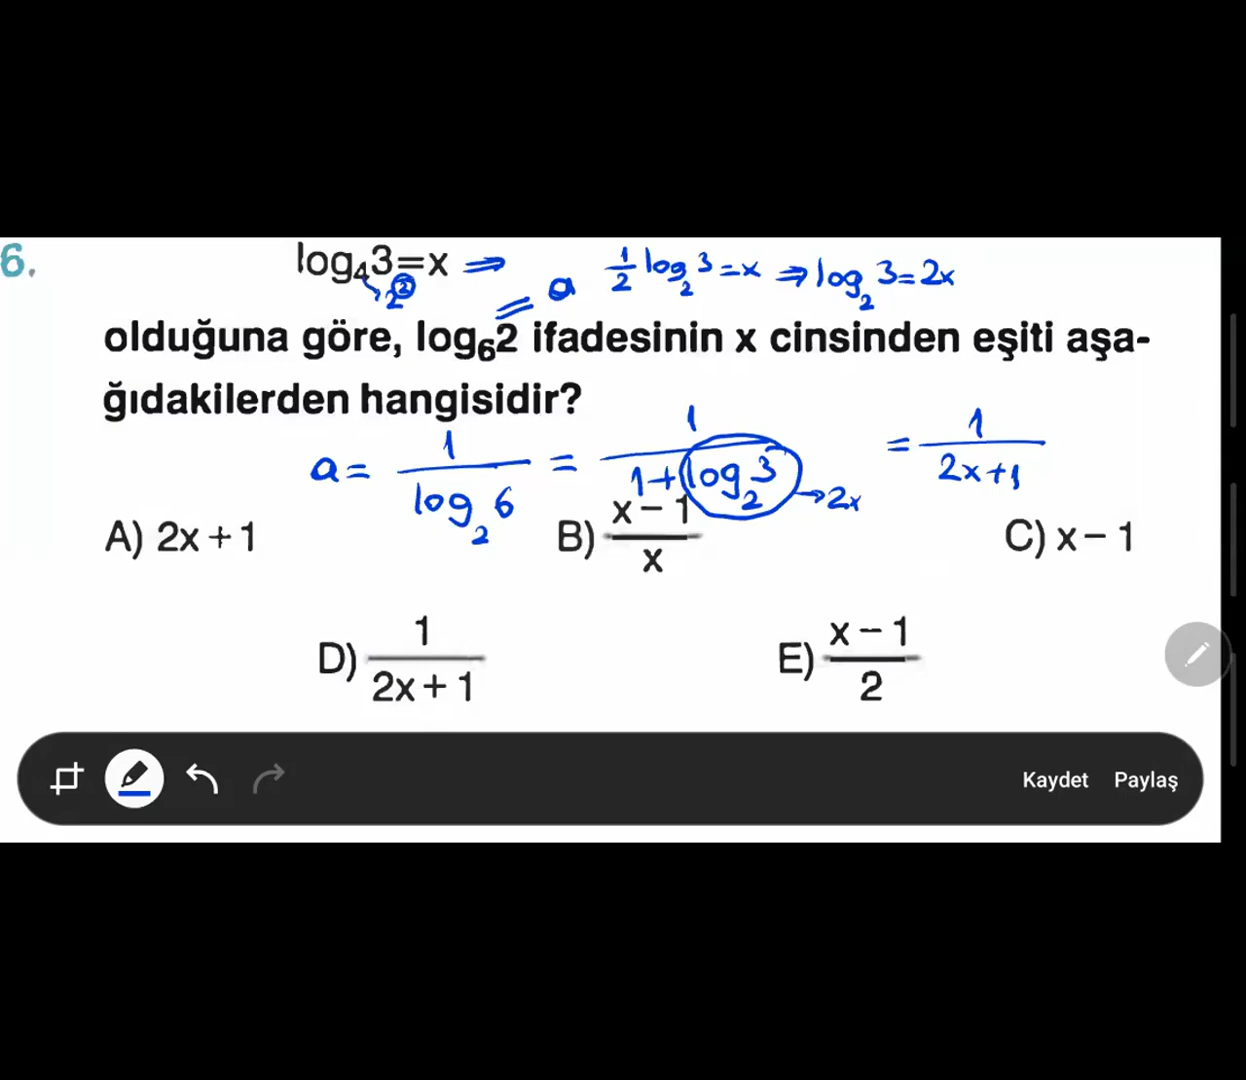 6. log₄3=x ⇒ 1/2 log₂3=x ⇒ log₂3=2x
2² = a
olduğuna göre, log₆2 ifadesinin x cinsinden eşiti aşa-
ğıdakilerden hangisidir?
a= 1/log₂6 = 1/(1+log₂3) →2x = 1/(2x+1)
A) 2x+1 B) (x-1)/x C) x-1
D) 1/(2x+1) E) (x-1)/2
Kaydet Paylaş